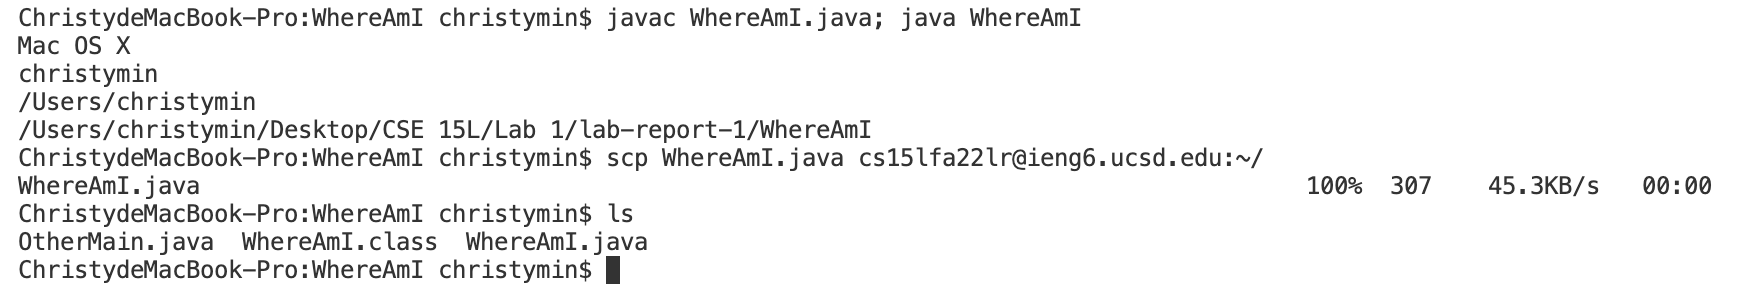 ChristydeMacBook-Pro:WhereAmI christymin$ javac WhereAmI.java; java WhereAmI
Mac OS X
christymin
/Users/christymin
/Users/christymin/Desktop/CSE 15L/Lab 1/lab-report-1/WhereAmI
ChristydeMacBook-Pro:WhereAmI christymin$ scp WhereAmI.java cs15lfa22lr@ieng6.ucsd.edu:~/
WhereAmI.java 100% 307 45.3KB/s 00:00
ChristydeMacBook-Pro:WhereAmI christymin$ ls
OtherMain.java WhereAmI.class WhereAmI.java
ChristydeMacBook-Pro:WhereAmI christymin$